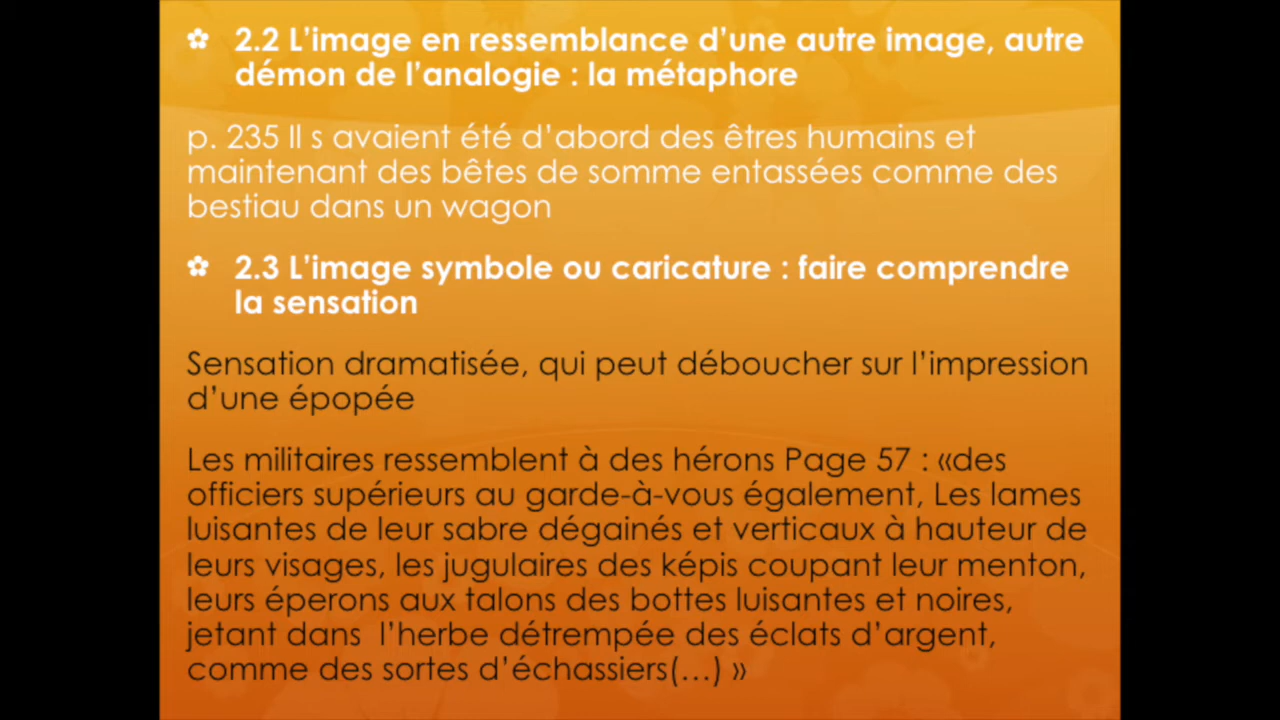 2.2 L'image en ressemblance d'une autre image, autre
démon de l'analogie : la métaphore
p. 235 Il s avaient été d'abord des êtres humains et
maintenant des bêtes de somme entassées comme des
bestiau dans un wagon
2.3 L'image symbole ou caricature : faire comprendre
la sensation
Sensation dramatisée, qui peut déboucher sur l'impression
d'une épopée
Les militaires ressemblent à des hérons Page 57 : «des
officiers supérieurs au garde-à-vous également, Les lames
luisantes de leur sabre dégainés et verticaux à hauteur de
leurs visages, les jugulaires des képis coupant leur menton,
leurs éperons aux talons des bottes luisantes et noires,
jetant dans  l'herbe détrempée des éclats d'argent,
comme des sortes d'échassiers(...) »